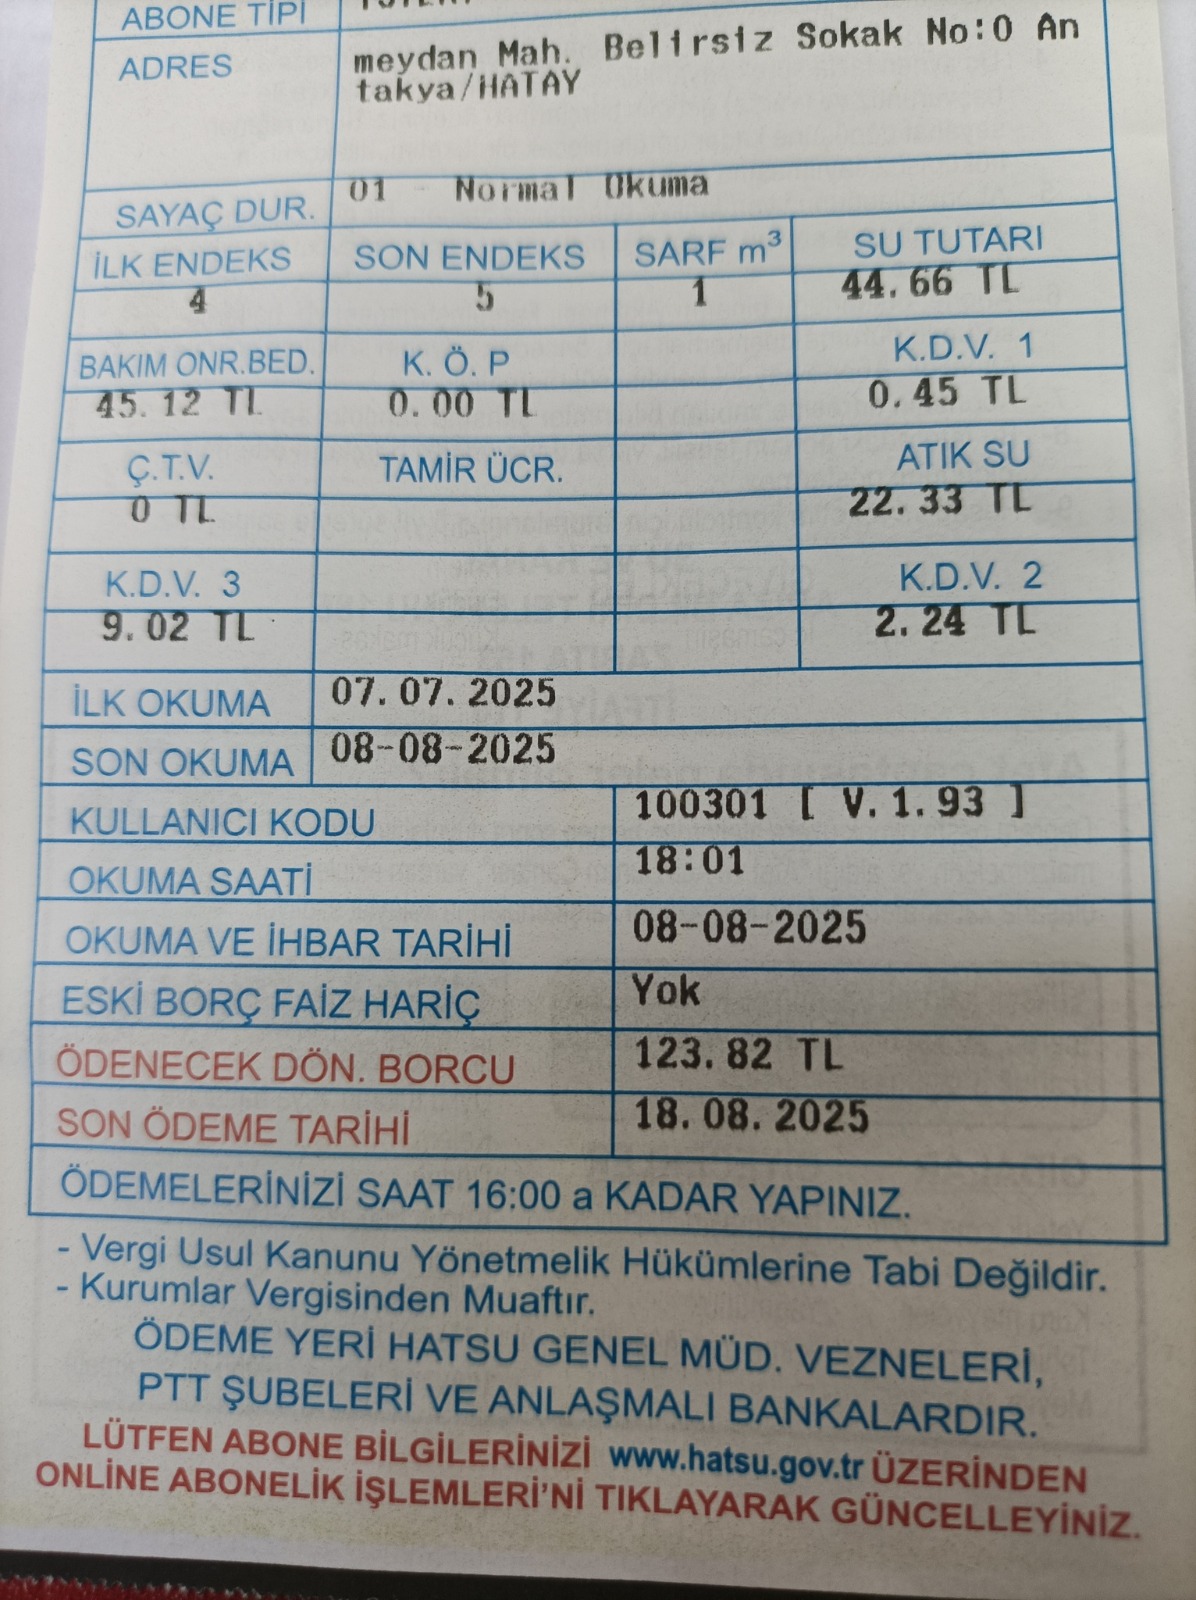 ABONE TİPİ
ADRES meydan Mah. Belirsiz Sokak No:0 An
takya/HATAY
SAYAÇ DUR. 01 - Normal Okuma
İLK ENDEKS SON ENDEKS SARF m³ SU TUTARI
4 5 1 44.66 TL
BAKIM ONR.BED. K. Ö. P K.D.V. 1
45.12 TL 0.00 TL 0.45 TL
Ç.T.V. TAMİR ÜCR. ATIK SU
0 TL 22.33 TL
K.D.V. 3 K.D.V. 2
9.02 TL 2.24 TL
İLK OKUMA 07.07.2025
SON OKUMA 08-08-2025
KULLANICI KODU 100301 [ V.1.93 ]
OKUMA SAATİ 18:01
OKUMA VE İHBAR TARİHİ 08-08-2025
ESKİ BORÇ FAİZ HARİÇ Yok
ÖDENECEK DÖN. BORCU 123.82 TL
SON ÖDEME TARİHİ 18.08.2025
ÖDEMELERİNİZİ SAAT 16:00 a KADAR YAPINIZ.
- Vergi Usul Kanunu Yönetmelik Hükümlerine Tabi Değildir.
- Kurumlar Vergisinden Muaftır.
ÖDEME YERİ HATSU GENEL MÜD. VEZNELERİ,
PTT ŞUBELERİ VE ANLAŞMALI BANKALARDIR.
LÜTFEN ABONE BİLGİLERİNİZİ www.hatsu.gov.tr ÜZERİNDEN
ONLİNE ABONELİK İŞLEMLERİ'Nİ TIKLAYARAK GÜNCELLEYİNİZ.